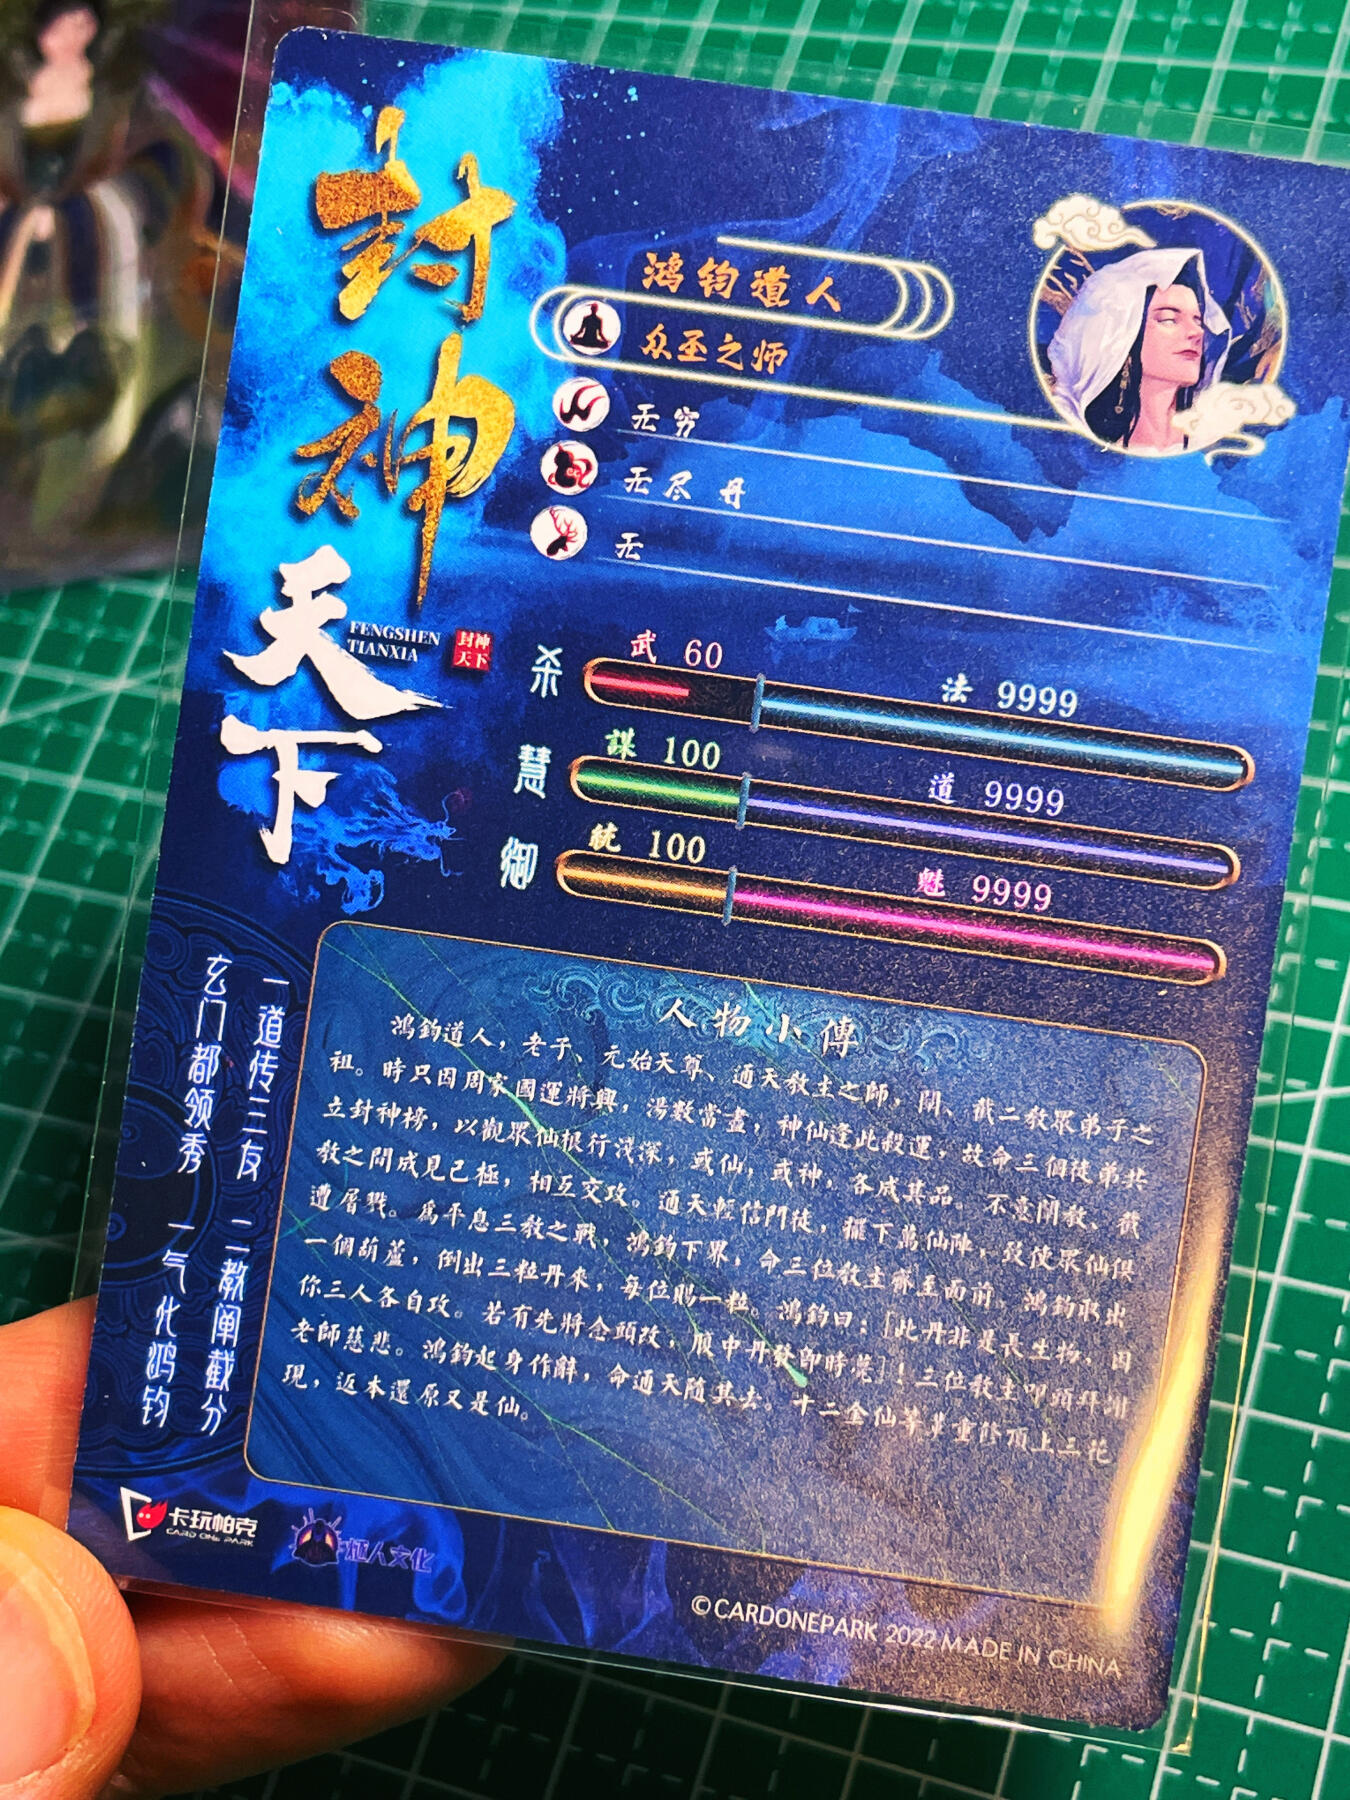 封神
天下
FENGSHEN
TIANXIA
封神
天下
鸿钧道人
众圣之师
无穷
无尽 丹
无
杀
武 60
法 9999
慧
謀 100
道 9999
御
統 100
魅 9999
一道传三友 二教阐截分
玄门都领秀 一气化鸿钧
人物小傳
鴻鈞道人，老子、元始天尊、通天教主之師，闡、截二教眾弟子之
祖。時只因周家國運將興，湯數當盡，神仙逢此殺運，故命三個徒弟共
立封神榜，以觀眾仙根行淺深，或仙，或神，各成其品。不意闡教、截
教之間成見已極，相互交攻。通天輕信門徒，擺下萬仙陣，致使眾仙俱
遭屠戮。為平息三教之戰，鴻鈞下界，命三位教主齊至面前，鴻鈞取出
一個葫蘆，倒出三粒丹來，每位賜一粒。鴻鈞曰：「此丹非是長生物，因
你三人各自攻。若有先將念頭改，腹中丹發即時薨」！三位教主叩頭拜謝
老師慈悲。鴻鈞起身作辭，命通天隨其去。十二金仙等草重修頂上三花
現，返本還原又是仙。
卡玩帕克
CARD ONE PARK
烜人文化
©CARDONEPARK 2022 MADE IN CHINA